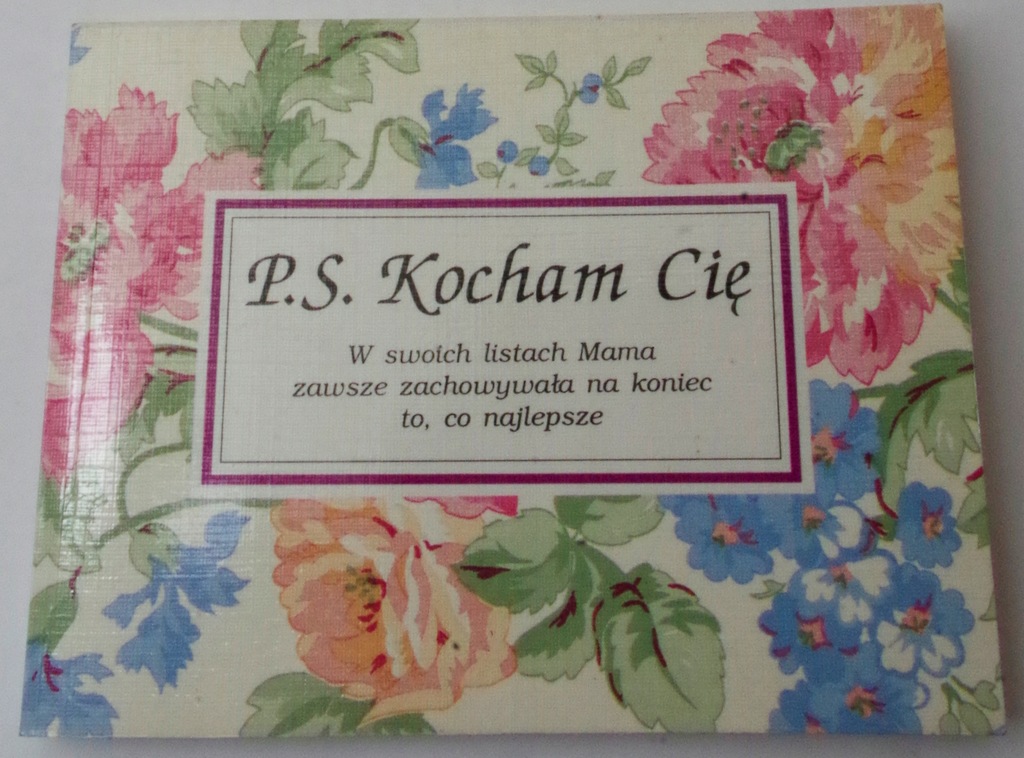 P.S. Kocham Cię
W swoich listach Mama
zawsze zachowywała na koniec
to, co najlepsze